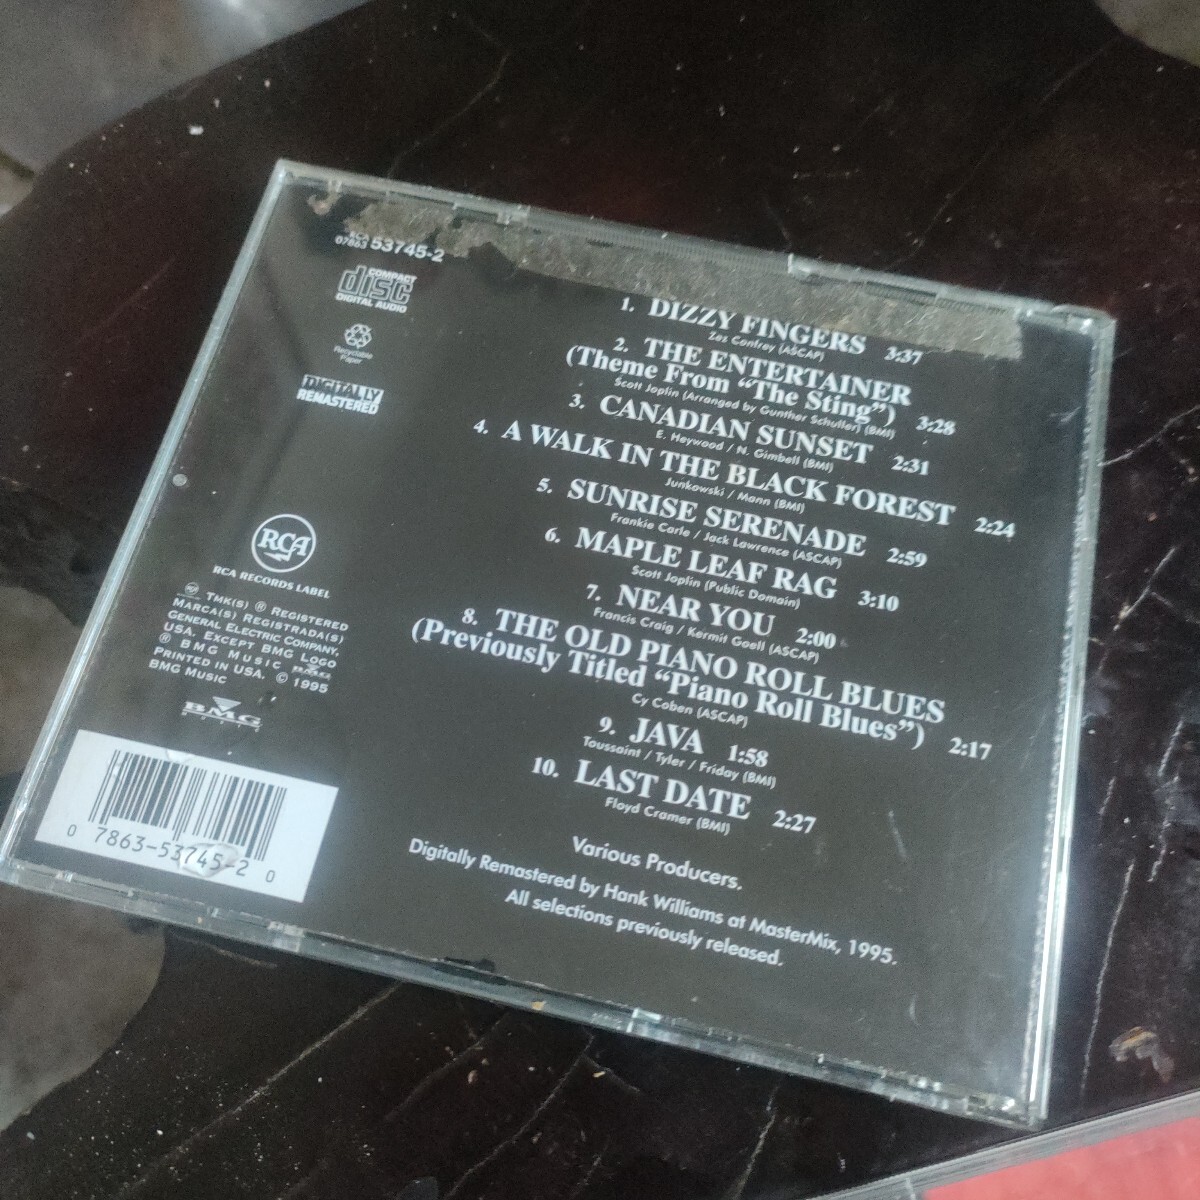 RCA
07863 53745-2
COMPACT
disc
DIGITAL AUDIO
Recyclable
Paper
DIGITALLY
REMASTERED
RCA
RCA RECORDS LABEL
TMK(S) ® REGISTERED
MARCA(S) REGISTRADA(S)
GENERAL ELECTRIC COMPANY,
USA. EXCEPT BMG LOGO
® BMG MUSIC
PRINTED IN USA. © 1995
BMG MUSIC
BMG
0 7863-53745-2 0
1. DIZZY FINGERS 3:37
Zez Confrey (ASCAP)
2. THE ENTERTAINER
(Theme From “The Sting”) 3:28
Scott Joplin (Arranged by Gunther Schuller) (BMI)
3. CANADIAN SUNSET 2:31
E. Heywood / N. Gimbell (BMI)
4. A WALK IN THE BLACK FOREST 2:24
Junkowski / Mann (BMI)
5. SUNRISE SERENADE 2:59
Frankie Carle / Jack Lawrence (ASCAP)
6. MAPLE LEAF RAG 3:10
Scott Joplin (Public Domain)
7. NEAR YOU 2:00
Francis Craig / Kermit Goell (ASCAP)
8. THE OLD PIANO ROLL BLUES
(Previously Titled “Piano Roll Blues”) 2:17
Cy Coben (ASCAP)
9. JAVA 1:58
Toussaint / Tyler / Friday (BMI)
10. LAST DATE 2:27
Floyd Cramer (BMI)
Various Producers.
Digitally Remastered by Hank Williams at MasterMix, 1995.
All selections previously released.